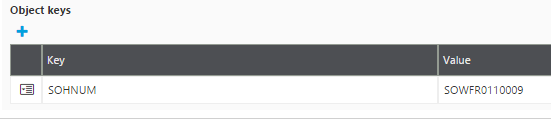 Object keys
Key Value
SOHNUM SOWFR0110009